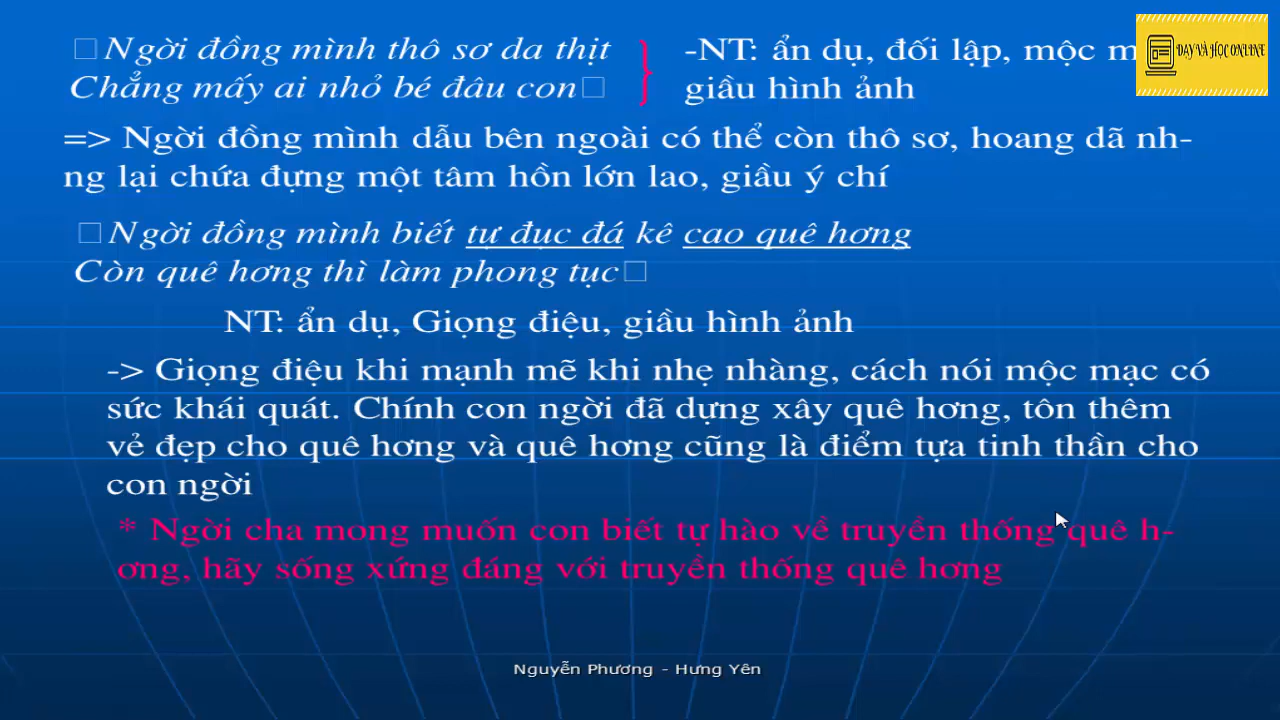 Ngời đồng mình thô sơ da thịt
Chẳng mấy ai nhỏ bé đâu con
-NT: ẩn dụ, đối lập, mộc
giầu hình ảnh
DẠY VÀ HỌC ONLINE
=> Ngời đồng mình dẫu bên ngoài có thể còn thô sơ, hoang dã nh-
ng lại chứa đựng một tâm hồn lớn lao, giầu ý chí
Ngời đồng mình biết tự đục đá kê cao quê hơng
Còn quê hơng thì làm phong tục
NT: ẩn dụ, Giọng điệu, giầu hình ảnh
-> Giọng điệu khi mạnh mẽ khi nhẹ nhàng, cách nói mộc mạc có
sức khái quát. Chính con ngời đã dựng xây quê hơng, tôn thêm
vẻ đẹp cho quê hơng và quê hơng cũng là điểm tựa tinh thần cho
con ngời
* Ngời cha mong muốn con biết tự hào về truyền thống quê h-
ơng, hãy sống xứng đáng với truyền thống quê hơng
Nguyễn Phương - Hưng Yên